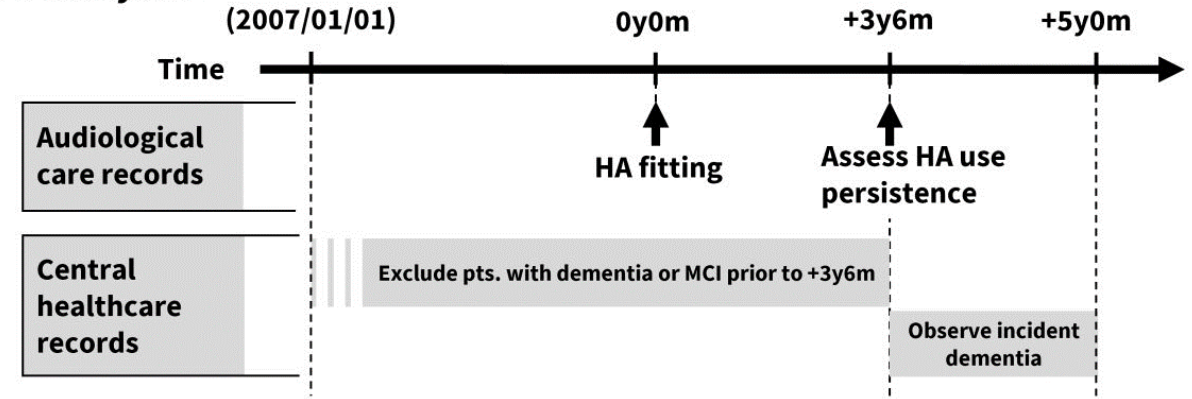 (2007/01/01)
0y0m
+3y6m
+5y0m
Time
Audiological
care records
HA fitting
Assess HA use
persistence
Central
healthcare
records
Exclude pts. with dementia or MCI prior to +3y6m
Observe incident
dementia